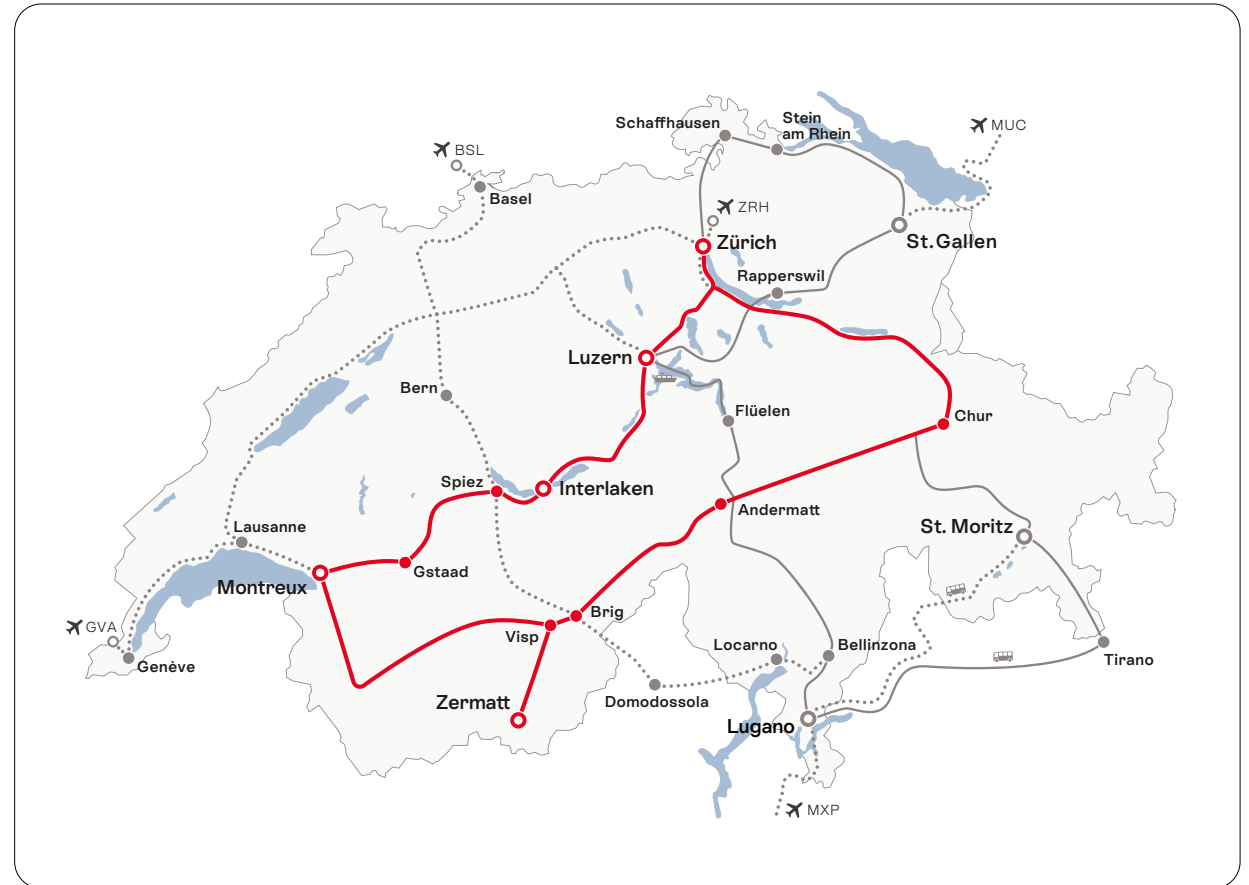 Schaffhausen
Stein
am Rhein
MUC
BSL
Basel
ZRH
Zürich
St.Gallen
Rapperswil
Luzern
Bern
Flüelen
Chur
Spiez
Interlaken
Andermatt
Lausanne
St. Moritz
Gstaad
Montreux
GVA
Brig
Visp
Genève
Locarno
Bellinzona
Tirano
Zermatt
Domodossola
Lugano
MXP